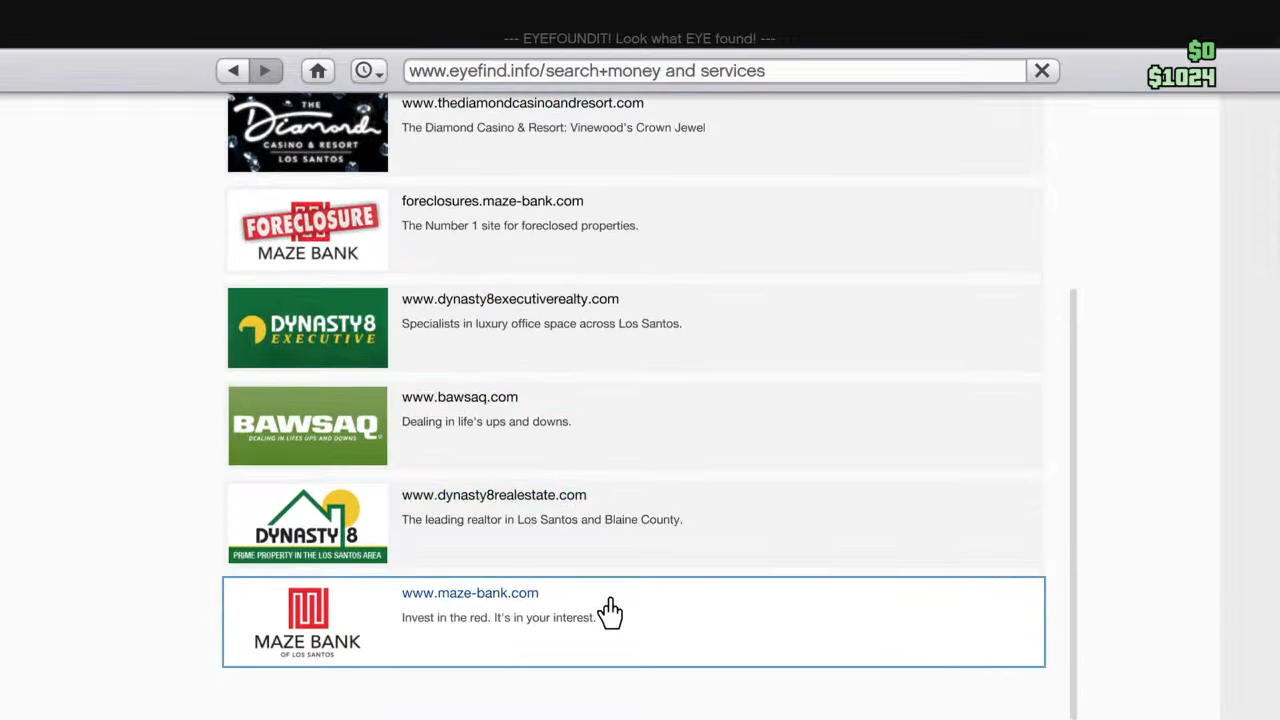 --- EYEFOUNDIT! Look what EYE found! ---
$0
www.eyefind.info/search+money and services
$1024
THE
Diamond
CASINO & RESORT
LOS SANTOS
www.thediamondcasinoandresort.com
The Diamond Casino & Resort: Vinewood's Crown Jewel
FORECLOSURE
MAZE BANK
foreclosures.maze-bank.com
The Number 1 site for foreclosed properties.
DYNASTY8
EXECUTIVE
www.dynasty8executiverealty.com
Specialists in luxury office space across Los Santos.
BAWSAQ
DEALING IN LIFES UPS AND DOWNS
www.bawsaq.com
Dealing in life's ups and downs.
DYNASTY 8
PRIME PROPERTY IN THE LOS SANTOS AREA
www.dynasty8realestate.com
The leading realtor in Los Santos and Blaine County.
MAZE BANK
OF LOS SANTOS
www.maze-bank.com
Invest in the red. It's in your interest.